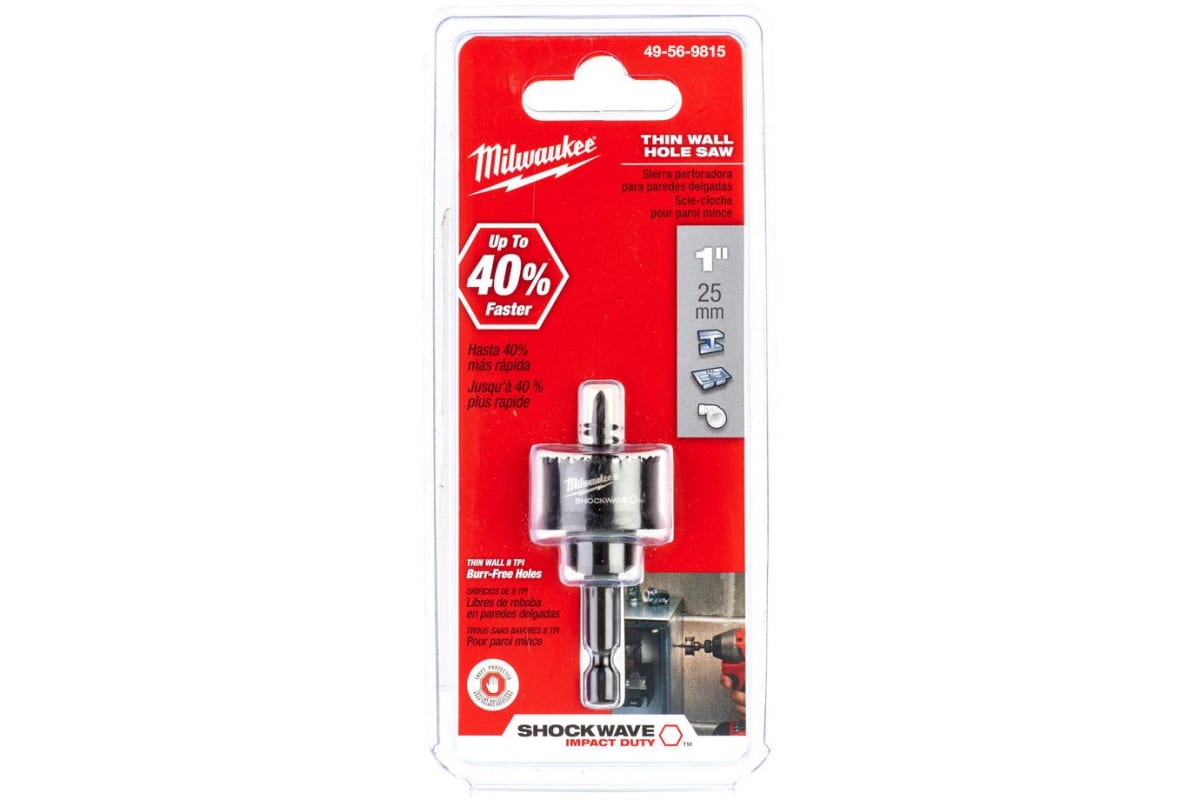 49-56-9815
Milwaukee
THIN WALL
HOLE SAW
Sierra perforadora
para paredes delgadas
Scie-cloche
pour paroi mince
Up To
40%
Faster
1"
25
mm
Hasta 40%
más rápida
Jusqu'à 40 %
plus rapide
Milwaukee
SHOCKWAVE
THIN WALL 8 TPI
Burr-Free Holes
ORIFICIOS DE 8 TPI
Libres de rebaba
en paredes delgadas
TROUS SANS BAVURES 8 TPI
Pour paroi mince
THEFT PROTECTED
SHOCKWAVE
IMPACT DUTY
TM